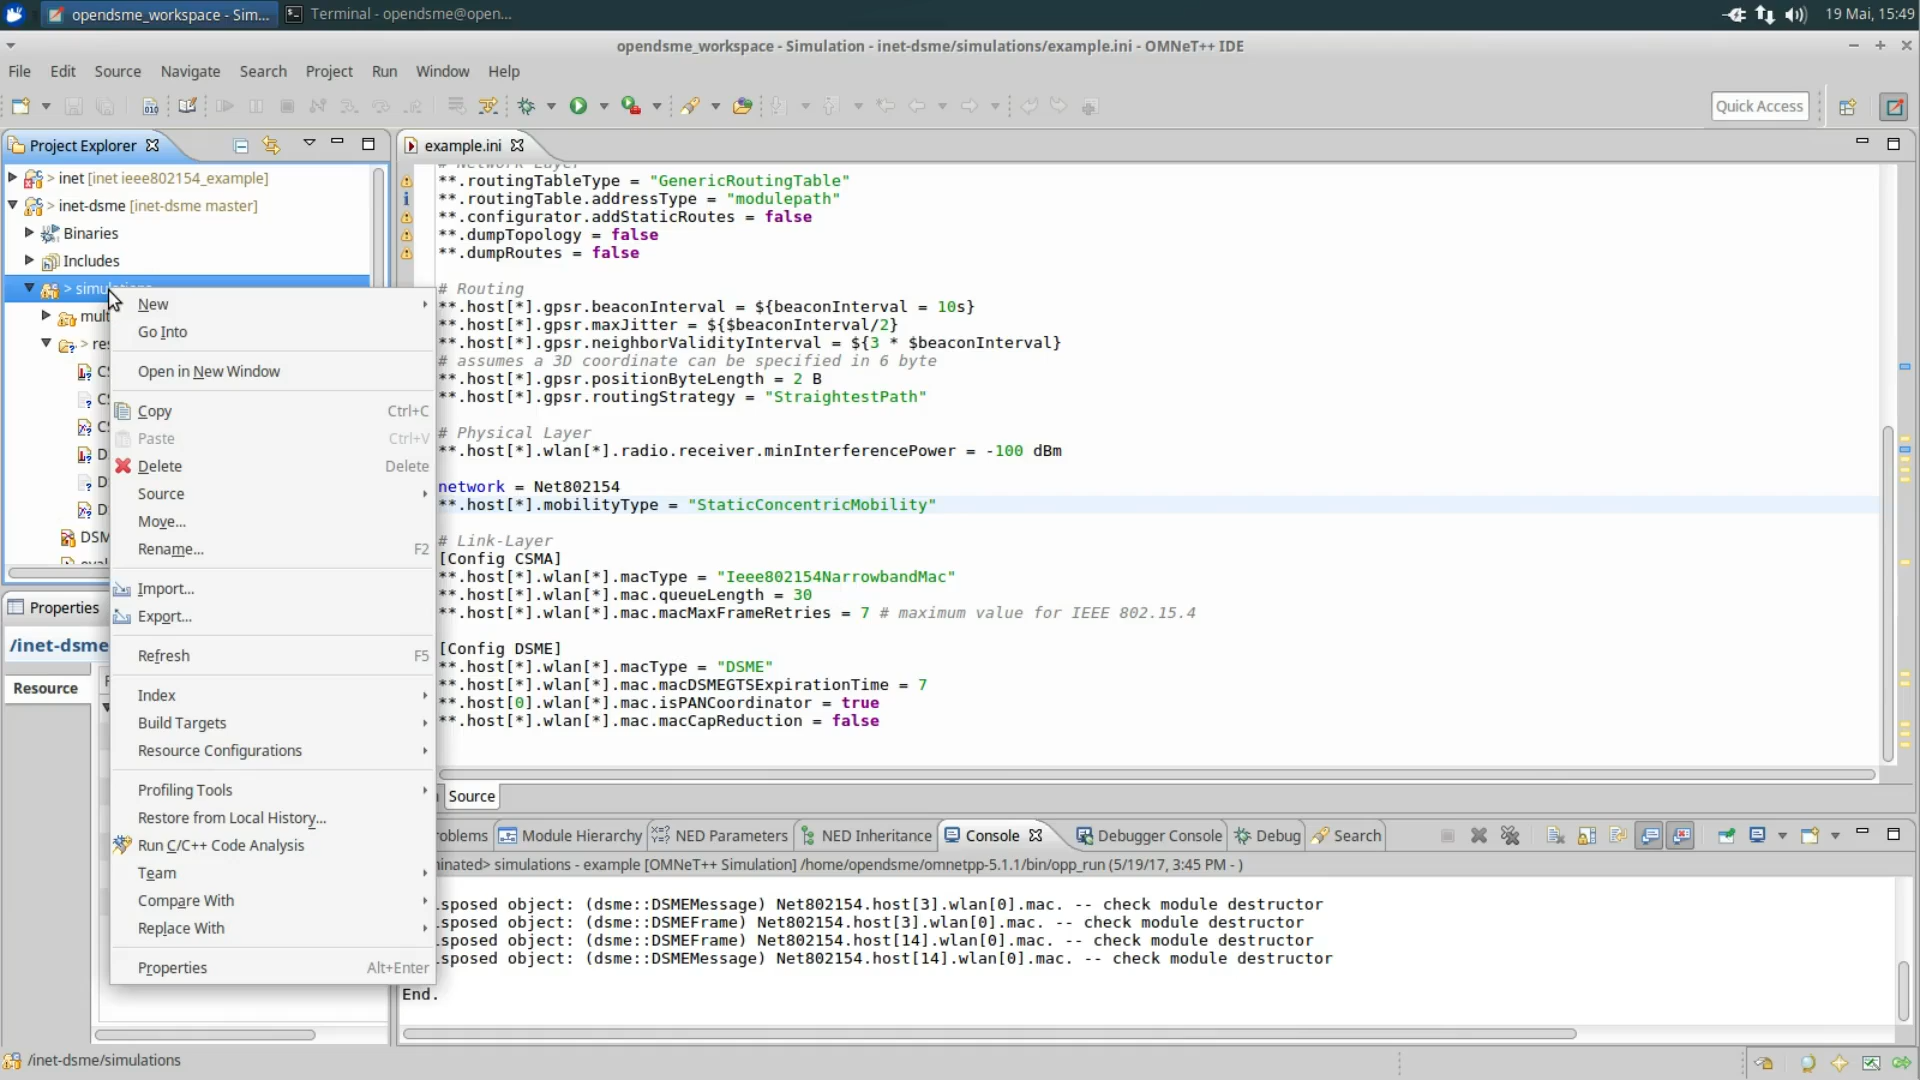 opendsme_workspace - Sim...
Terminal - opendsme@open...
19 Mai, 15:49
opendsme_workspace - Simulation - inet-dsme/simulations/example.ini - OMNeT++ IDE
File Edit Source Navigate Search Project Run Window Help
Quick Access
Project Explorer
example.ini
> inet [inet ieee802154_example]
> inet-dsme [inet-dsme master]
Binaries
Includes
> simulations
New
Go Into
Open in New Window
Copy Ctrl+C
Paste Ctrl+V
Delete Delete
Source
Move...
Rename... F2
Import...
Export...
Refresh F5
Index
Build Targets
Resource Configurations
Profiling Tools
Restore from Local History...
Run C/C++ Code Analysis
Team
Compare With
Replace With
Properties Alt+Enter
Properties
/inet-dsme
Resource
# Network Layer
**.routingTableType = "GenericRoutingTable"
**.routingTable.addressType = "modulepath"
**.configurator.addStaticRoutes = false
**.dumpTopology = false
**.dumpRoutes = false
# Routing
**.host[*].gpsr.beaconInterval = ${beaconInterval = 10s}
**.host[*].gpsr.maxJitter = ${$beaconInterval/2}
**.host[*].gpsr.neighborValidityInterval = ${3 * $beaconInterval}
# assumes a 3D coordinate can be specified in 6 byte
**.host[*].gpsr.positionByteLength = 2 B
**.host[*].gpsr.routingStrategy = "StraightestPath"
# Physical Layer
**.host[*].wlan[*].radio.receiver.minInterferencePower = -100 dBm
network = Net802154
**.host[*].mobilityType = "StaticConcentricMobility"
# Link-Layer
[Config CSMA]
**.host[*].wlan[*].macType = "Ieee802154NarrowbandMac"
**.host[*].wlan[*].mac.queueLength = 30
**.host[*].wlan[*].mac.macMaxFrameRetries = 7 # maximum value for IEEE 802.15.4
[Config DSME]
**.host[*].wlan[*].macType = "DSME"
**.host[*].wlan[*].mac.macDSMEGTSExpirationTime = 7
**.host[0].wlan[*].mac.isPANCoordinator = true
**.host[*].wlan[*].mac.macCapReduction = false
Source
oblems Module Hierarchy NED Parameters NED Inheritance Console Debugger Console Debug Search
inated> simulations - example [OMNeT++ Simulation] /home/opendsme/omnetpp-5.1.1/bin/opp_run (5/19/17, 3:45 PM - )
sposed object: (dsme::DSMEMessage) Net802154.host[3].wlan[0].mac. -- check module destructor
sposed object: (dsme::DSMEFrame) Net802154.host[3].wlan[0].mac. -- check module destructor
sposed object: (dsme::DSMEFrame) Net802154.host[14].wlan[0].mac. -- check module destructor
sposed object: (dsme::DSMEMessage) Net802154.host[14].wlan[0].mac. -- check module destructor
End.
/inet-dsme/simulations